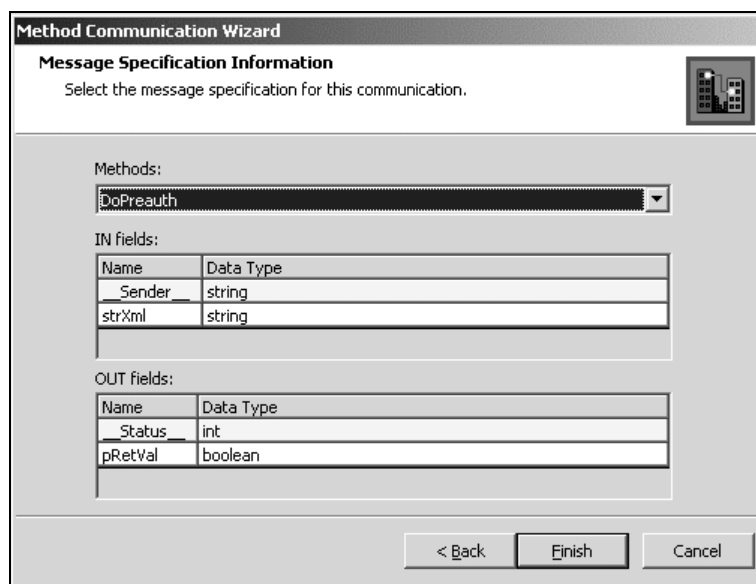 Method Communication Wizard
Message Specification Information
Select the message specification for this communication.
Methods:
DoPreauth
IN fields:
Name Data Type
__Sender__ string
strXml string
OUT fields:
Name Data Type
__Status__ int
pRetVal boolean
< Back Finish Cancel